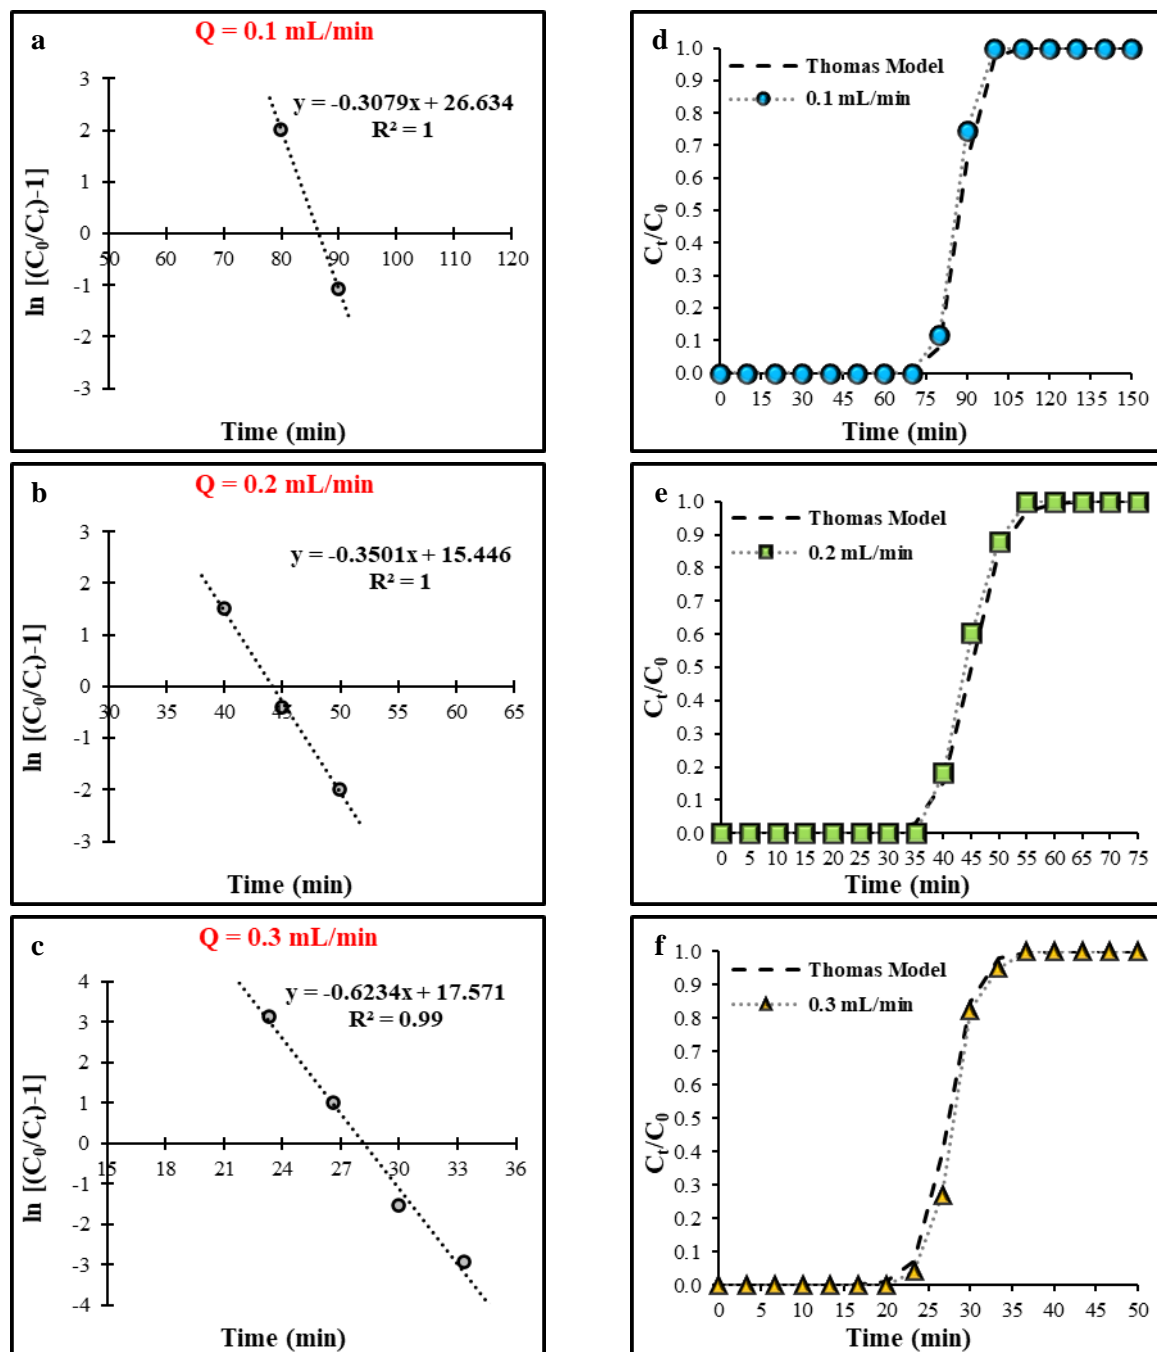 a
Q = 0.1 mL/min
3
2
1
0
-1
-2
-3
50 60 70 80 90 100 110 120
y = -0.3079x + 26.634
R² = 1
ln [(C₀/Cₜ)-1]
Time (min)
d
1.0
0.9
0.8
0.7
0.6
0.5
0.4
0.3
0.2
0.1
0.0
0 15 30 45 60 75 90 105 120 135 150
Thomas Model
0.1 mL/min
Cₜ/C₀
Time (min)
b
Q = 0.2 mL/min
3
2
1
0
-1
-2
-3
30 35 40 45 50 55 60 65
y = -0.3501x + 15.446
R² = 1
ln [(C₀/Cₜ)-1]
Time (min)
e
1.0
0.9
0.8
0.7
0.6
0.5
0.4
0.3
0.2
0.1
0.0
0 5 10 15 20 25 30 35 40 45 50 55 60 65 70 75
Thomas Model
0.2 mL/min
Cₜ/C₀
Time (min)
c
Q = 0.3 mL/min
4
3
2
1
0
-1
-2
-3
-4
15 18 21 24 27 30 33 36
y = -0.6234x + 17.571
R² = 0.99
ln [(C₀/Cₜ)-1]
Time (min)
f
1.0
0.9
0.8
0.7
0.6
0.5
0.4
0.3
0.2
0.1
0.0
0 5 10 15 20 25 30 35 40 45 50
Thomas Model
0.3 mL/min
Cₜ/C₀
Time (min)